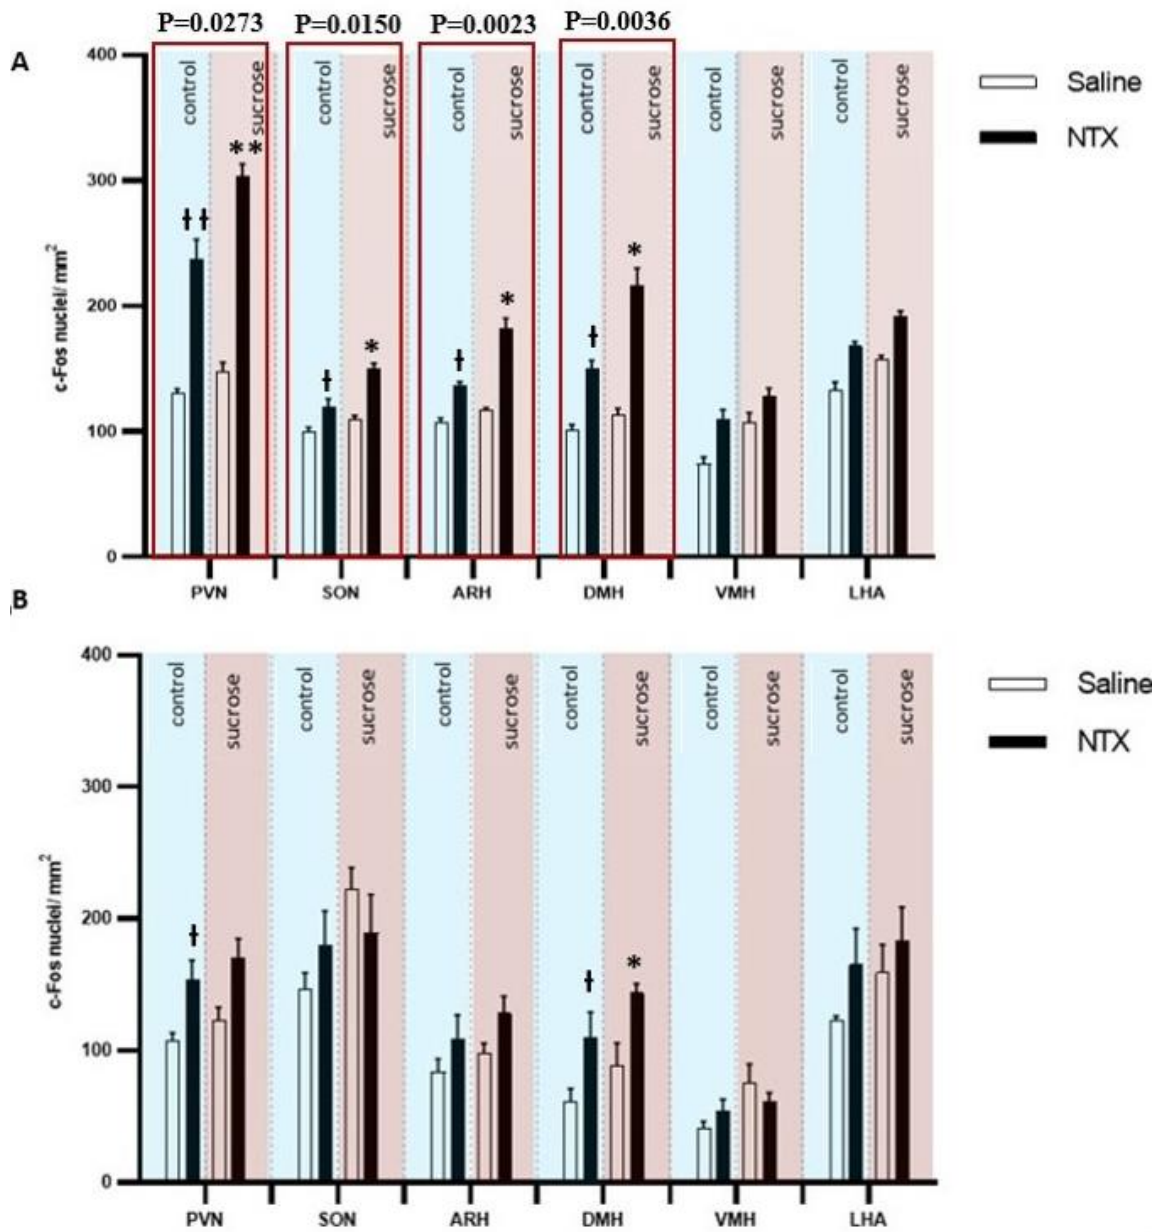 P=0.0273 P=0.0150 P=0.0023 P=0.0036
A
400
300
200
100
0
c-Fos nuclei/ mm²
control sucrose control sucrose control sucrose control sucrose control sucrose control sucrose
** * * *
ƚƚ ƚ ƚ ƚ
PVN SON ARH DMH VMH LHA
Saline
NTX
B
400
300
200
100
0
c-Fos nuclei/ mm²
control sucrose control sucrose control sucrose control sucrose control sucrose control sucrose
ƚ ƚ *
PVN SON ARH DMH VMH LHA
Saline
NTX